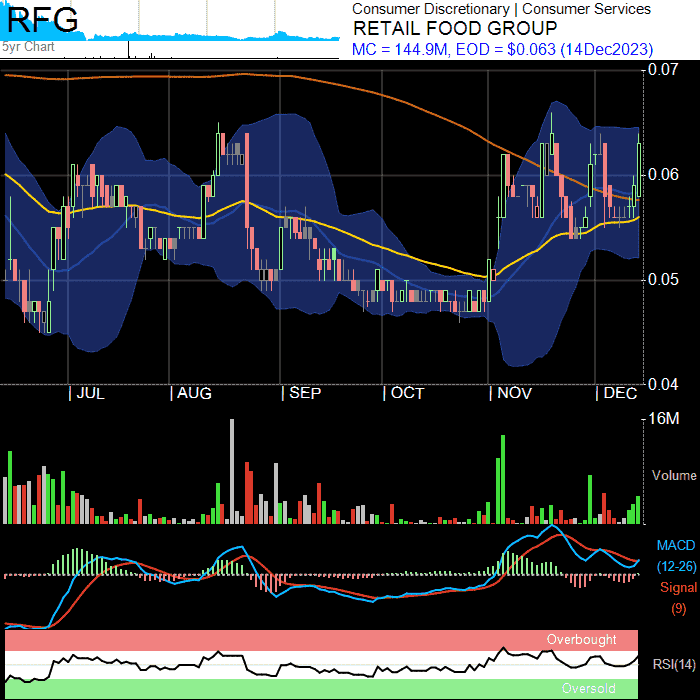 RFG
Consumer Discretionary | Consumer Services
RETAIL FOOD GROUP
MC = 144.9M, EOD = $0.063 (14Dec2023)
5yr Chart
0.07
0.06
0.05
0.04
JUL AUG SEP OCT NOV DEC
16M
Volume
MACD
(12-26)
Signal
(9)
Overbought
RSI(14)
Oversold